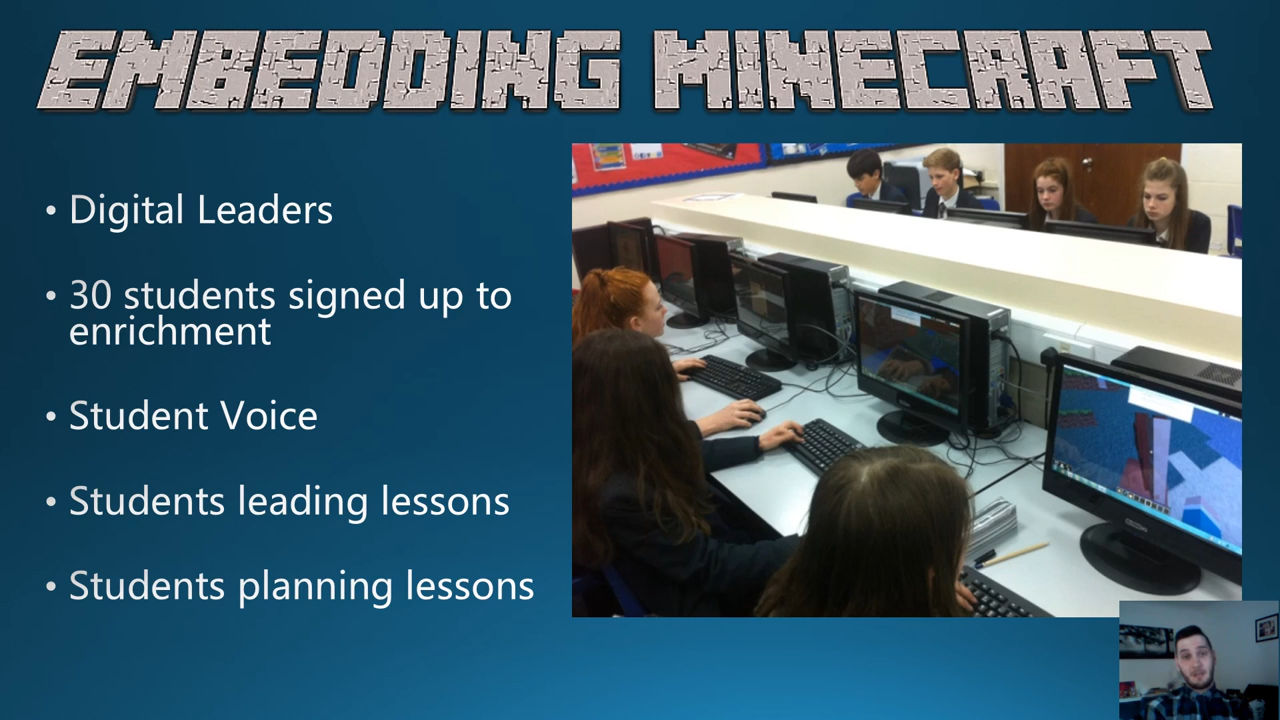 EMBEDDING MINECRAFT
• Digital Leaders
• 30 students signed up to
enrichment
• Student Voice
• Students leading lessons
• Students planning lessons